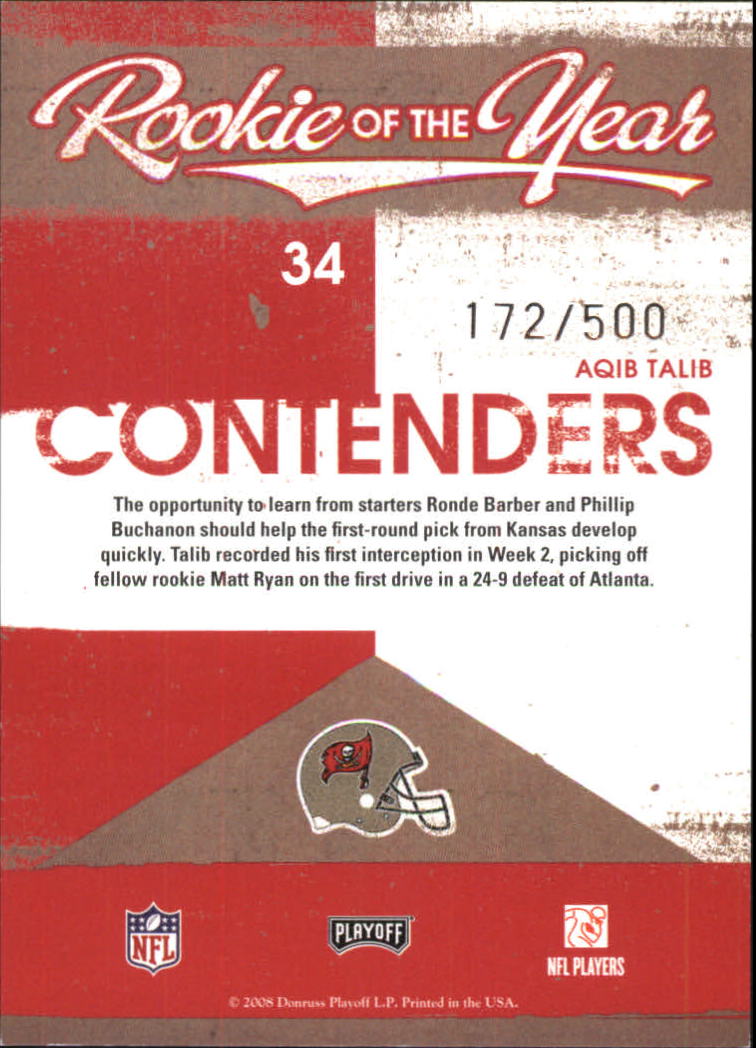 Rookie OF THE Year
34
172/500
AQIB TALIB
CONTENDERS
The opportunity to learn from starters Ronde Barber and Phillip
Buchanon should help the first-round pick from Kansas develop
quickly. Talib recorded his first interception in Week 2, picking off
fellow rookie Matt Ryan on the first drive in a 24-9 defeat of Atlanta.
NFL
PLAYOFF
NFL PLAYERS
© 2008 Donruss Playoff L.P. Printed in the USA.